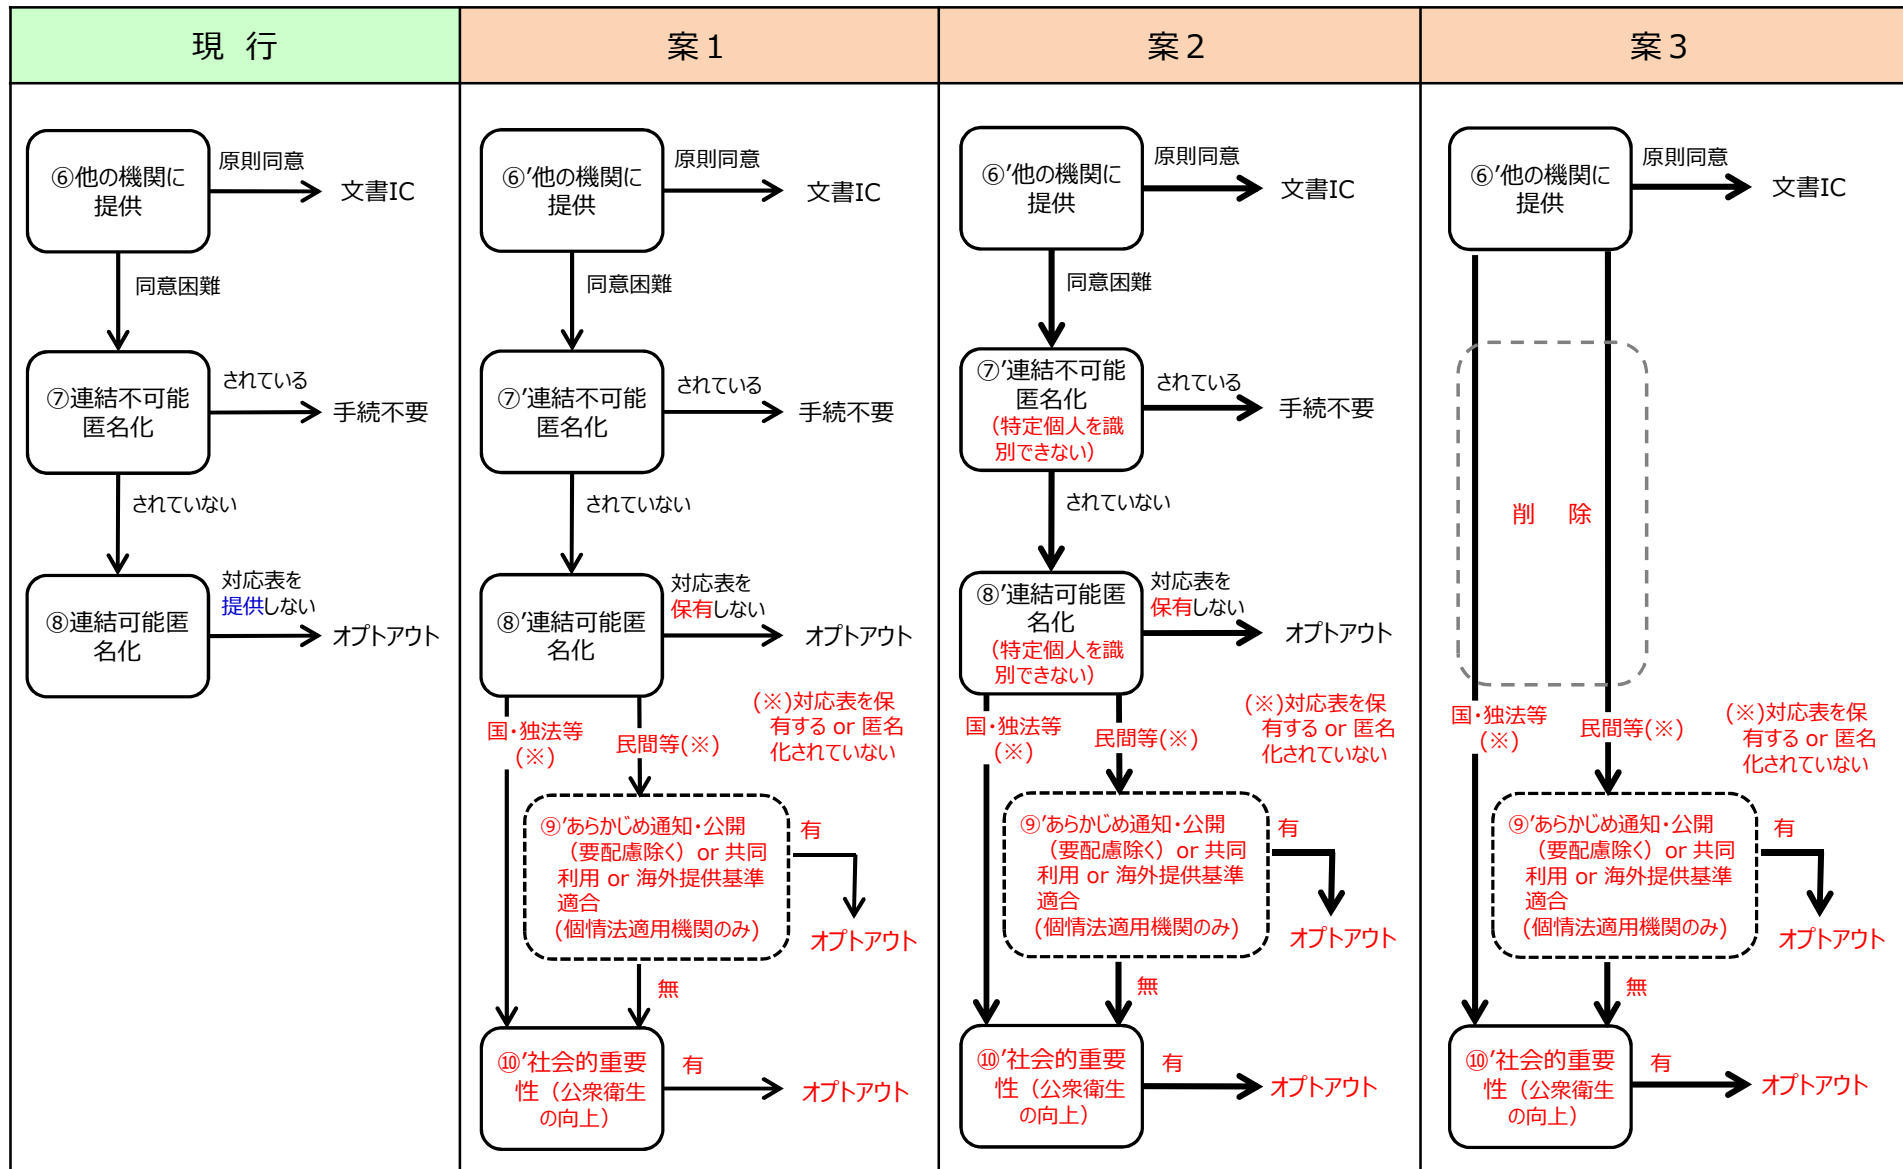 現 行
案１
案２
案３
⑥他の機関に
提供
原則同意
文書IC
同意困難
⑦連結不可能
匿名化
されている
手続不要
されていない
⑧連結可能匿
名化
対応表を
提供しない
オプトアウト
⑥’他の機関に
提供
原則同意
文書IC
同意困難
⑦’連結不可能
匿名化
されている
手続不要
されていない
⑧’連結可能匿
名化
対応表を
保有しない
オプトアウト
国・独法等
(※)
民間等(※)
(※)対応表を保
有する or 匿名
化されていない
⑨’あらかじめ通知・公開
（要配慮除く）or 共同
利用 or 海外提供基準
適合
(個情法適用機関のみ)
有
オプトアウト
無
⑩’社会的重要
性（公衆衛生
の向上）
有
オプトアウト
⑥’他の機関に
提供
原則同意
文書IC
同意困難
⑦’連結不可能
匿名化
（特定個人を識
別できない）
されている
手続不要
されていない
⑧’連結可能匿
名化
（特定個人を識
別できない）
対応表を
保有しない
オプトアウト
国・独法等
(※)
民間等(※)
(※)対応表を保
有する or 匿名
化されていない
⑨’あらかじめ通知・公開
（要配慮除く）or 共同
利用 or 海外提供基準
適合
(個情法適用機関のみ)
有
オプトアウト
無
⑩’社会的重要
性（公衆衛生
の向上）
有
オプトアウト
⑥’他の機関に
提供
原則同意
文書IC
削 除
国・独法等
(※)
民間等(※)
(※)対応表を保
有する or 匿名
化されていない
⑨’あらかじめ通知・公開
（要配慮除く）or 共同
利用 or 海外提供基準
適合
(個情法適用機関のみ)
有
オプトアウト
無
⑩’社会的重要
性（公衆衛生
の向上）
有
オプトアウト